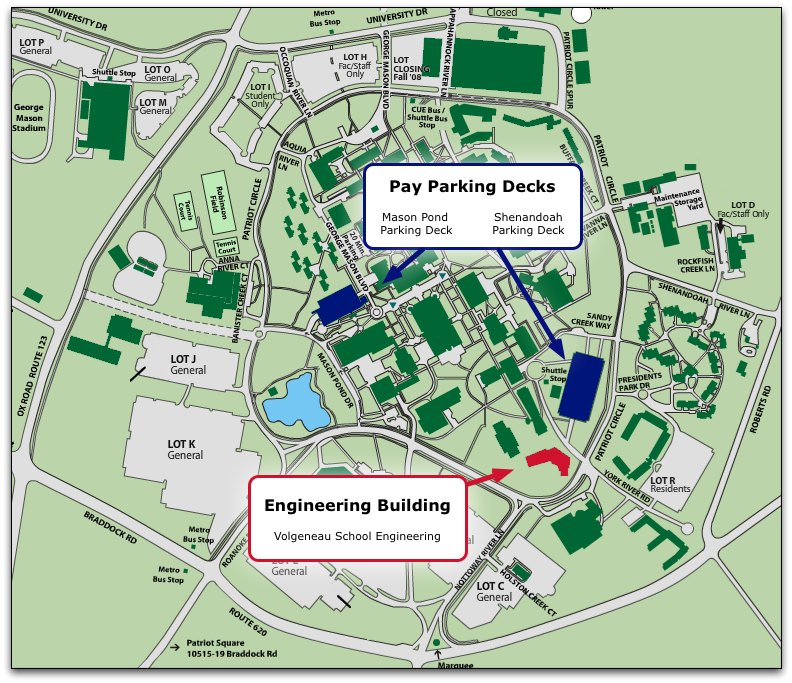 UNIVERSITY DR
Metro
Bus Stop
UNIVERSITY DR
Closed
LOT P
General
Shuttle Stop
LOT O
General
LOT M
General
George
Mason
Stadium
OCCOQUAN RIVER LN
LOT H
Fac/Staff
Only
GEORGE MASON BLVD
LOT
CLOSING
Fall '08
APPAHANNOCK RIVER LN
PATRIOT CIRCLE SPUR
LOT I
Student
Only
CUE Bus /
Shuttle Bus
Stop
AQUIA
RIVER
LN
PATRIOT CIRCLE
PATRIOT CIRCLE
Robinson
Field
Tennis
Court
Tennis
Court
ANNA
RIVER CT
BANISTER CREEK CT
GEORGE MASON BLVD
20 Min.
Parking
Pay Parking Decks
Mason Pond
Parking Deck
Shenandoah
Parking Deck
RIVER LN
Maintenance
Storage
Yard
LOT D
Fac/Staff Only
ROCKFISH
CREEK LN
SHENANDOAH RIVER LN
SANDY
CREEK WAY
OX ROAD ROUTE 123
LOT J
General
MASON POND DR
Shuttle
Stop
PRESIDENTS
PARK DR
PATRIOT CIRCLE
ROBERTS RD
LOT K
General
LOT R
Residents
YORK RIVER RD
Engineering Building
Volgeneau School Engineering
BRADDOCK RD
Metro
Bus Stop
Metro
Bus Stop
ROANOKE
General
NOTTOWAY RIVER LN
LOT C
General
HOLSTON CREEK CT
ROUTE 620
Patriot Square
10515-19 Braddock Rd
Marquee